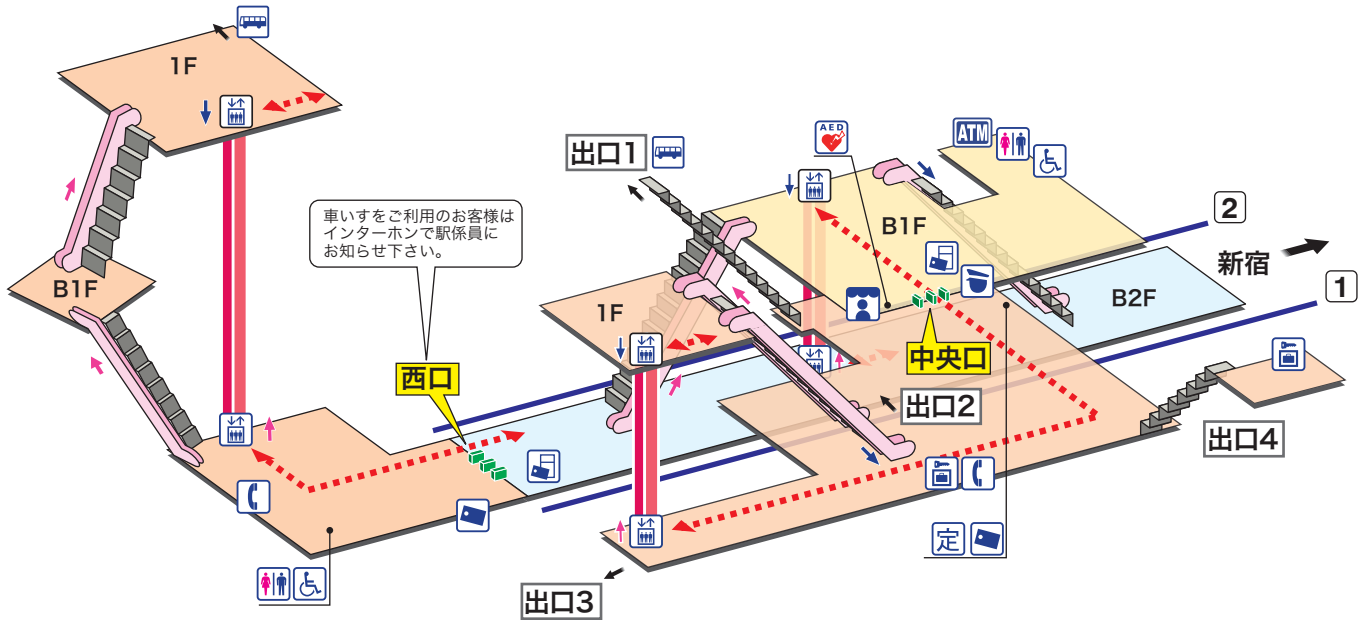 1F
B1F
車いすをご利用のお客様は
インターホンで駅係員に
お知らせ下さい。
西口
出口1
AED
ATM
B1F
2
新宿
B2F
1
1F
中央口
出口2
出口4
定
出口3